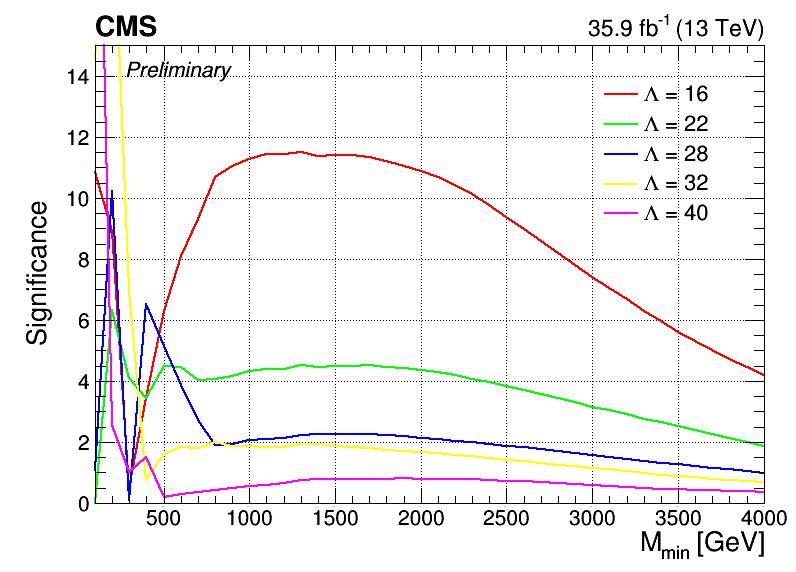 CMS 35.9 fb⁻¹ (13 TeV)
Preliminary
Significance
14
12
10
8
6
4
2
0
Λ = 16
Λ = 22
Λ = 28
Λ = 32
Λ = 40
500 1000 1500 2000 2500 3000 3500 4000
M_min [GeV]